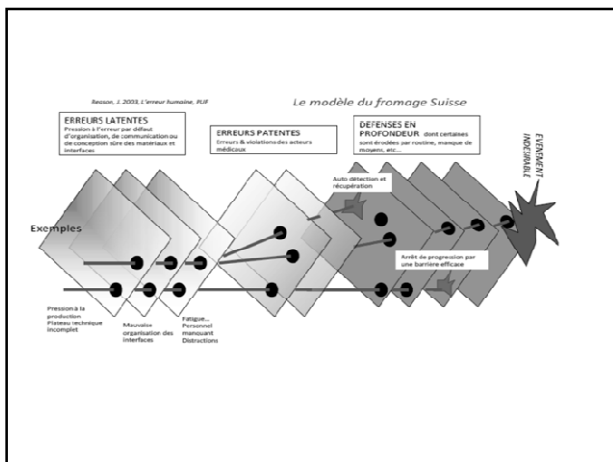 Reason, J. 2003, L'erreur humaine, PUF
Le modèle du fromage Suisse
ERREURS LATENTES
Pression à l'erreur par défaut
d'organisation, de communication ou
de conception sûre des matériaux et
interfaces
ERREURS PATENTES
Erreurs & violations des acteurs
médicaux
DEFENSES EN
PROFONDEUR dont certaines
sont érodées par routine, manque de
moyens, etc...
EVENEMENT
INDESIRABLE
Auto détection et
récupération
Exemples
Arrêt de progression par
une barrière efficace
Pression à la
production
Plateau technique
incomplet
Mauvaise
organisation des
interfaces
Fatigue...
Personnel
manquant
Distractions